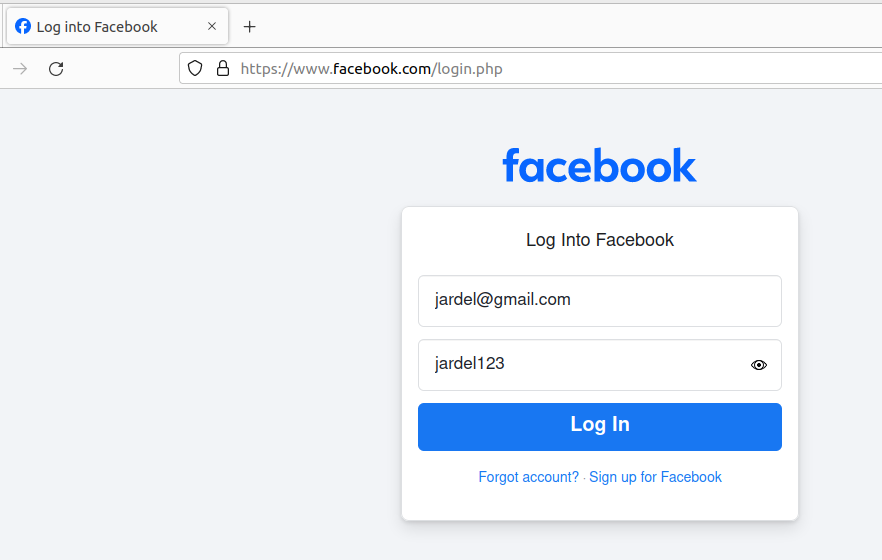 Log into Facebook
https://www.facebook.com/login.php
facebook
Log Into Facebook
jardel@gmail.com
jardel123
Log In
Forgot account? · Sign up for Facebook